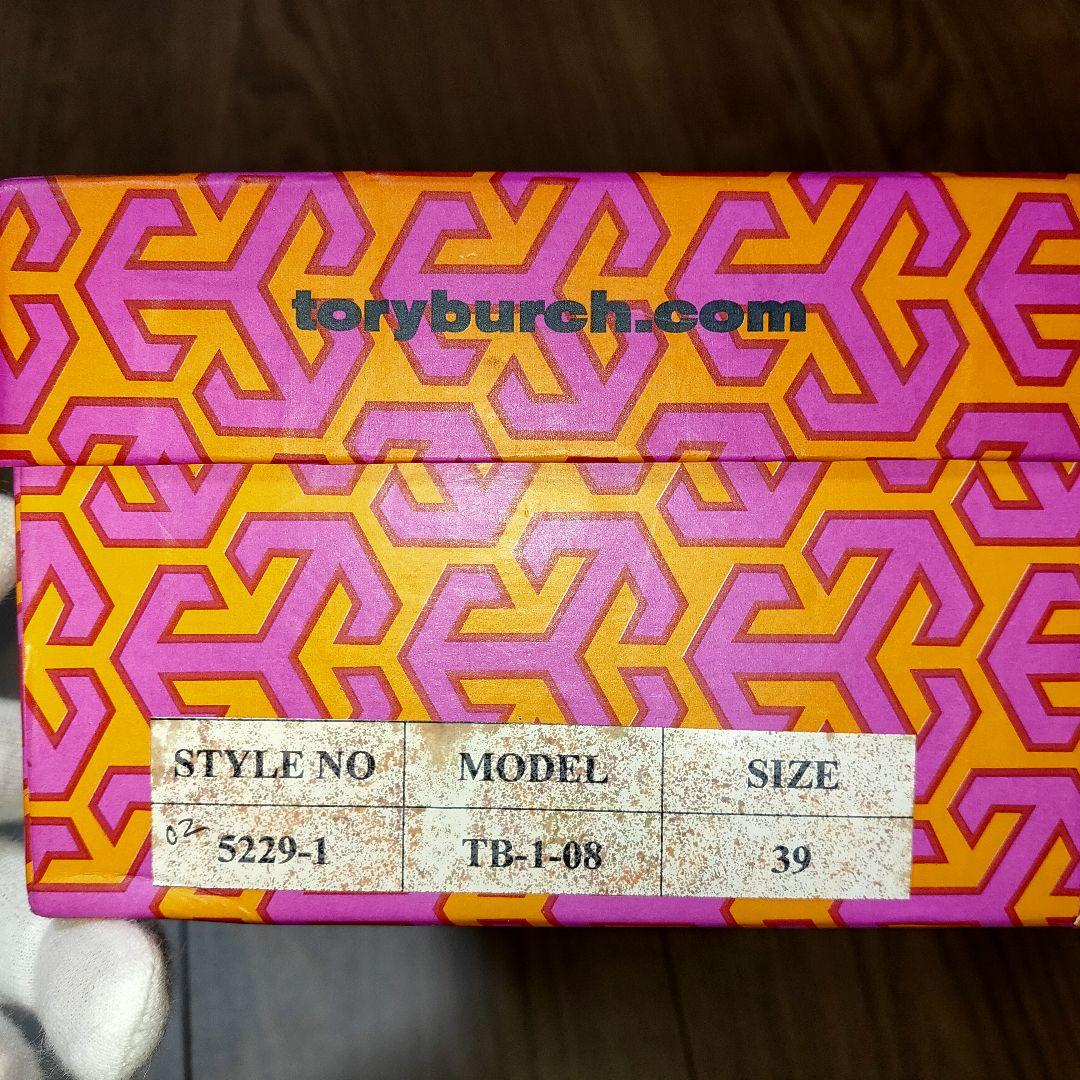 toryburch.com
STYLE NO MODEL SIZE
02 5229-1 TB-1-08 39